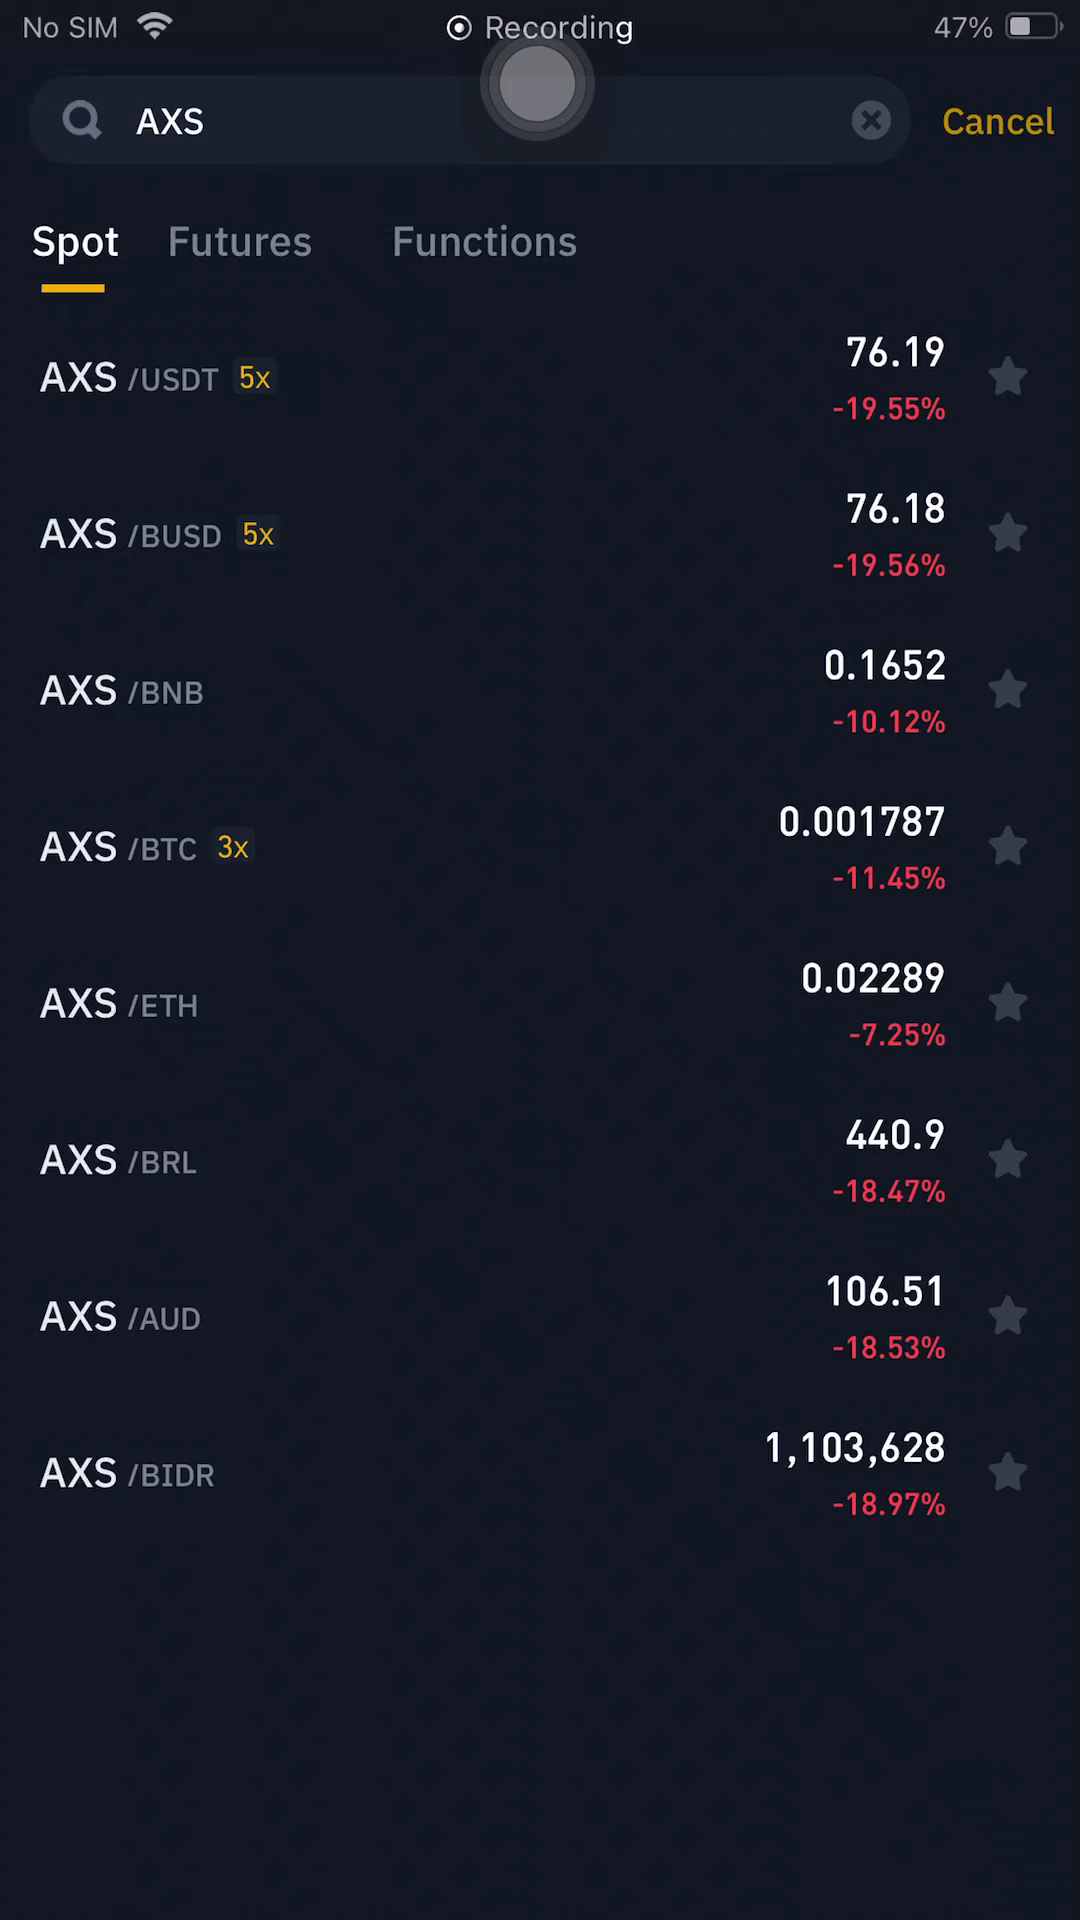 No SIM Recording 47%
AXS Cancel
Spot Futures Functions
AXS /USDT 5x 76.19
-19.55%
AXS /BUSD 5x 76.18
-19.56%
AXS /BNB 0.1652
-10.12%
AXS /BTC 3x 0.001787
-11.45%
AXS /ETH 0.02289
-7.25%
AXS /BRL 440.9
-18.47%
AXS /AUD 106.51
-18.53%
AXS /BIDR 1,103,628
-18.97%